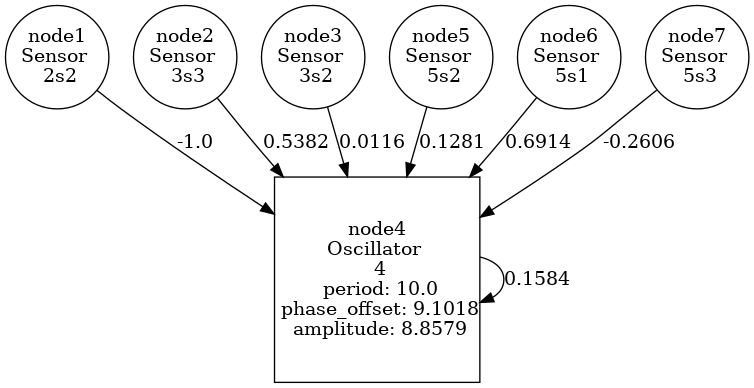 node1
Sensor
2s2
node2
Sensor
3s3
node3
Sensor
3s2
node5
Sensor
5s2
node6
Sensor
5s1
node7
Sensor
5s3
-1.0
0.5382
0.0116
0.1281
0.6914
-0.2606
node4
Oscillator
4
period: 10.0
phase_offset: 9.1018
amplitude: 8.8579
0.1584